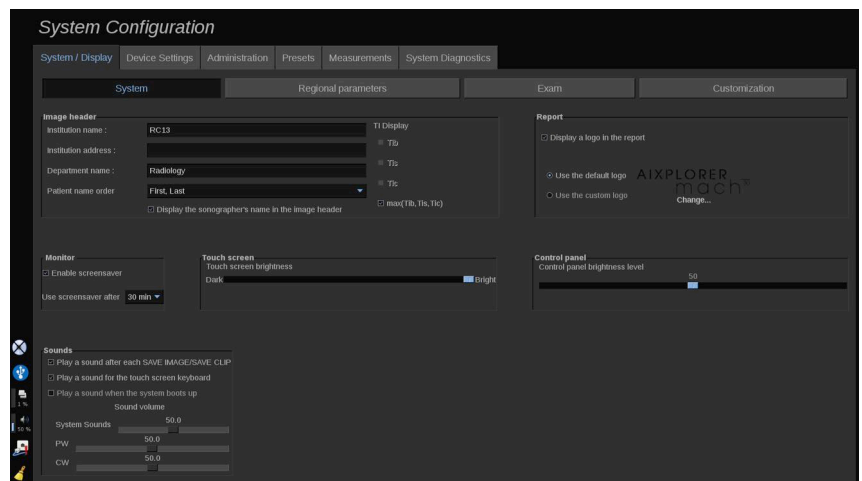 System Configuration
System / Display Device Settings Administration Presets Measurements System Diagnostics
System Regional parameters Exam Customization
Image header
Institution name : RC13
Institution address :
Department name : Radiology
Patient name order First, Last
Display the sonographer's name in the image header
TI Display
Tib
Tis
Tic
max(Tib,Tis,Tic)
Report
Display a logo in the report
Use the default logo
AIXPLORER
mach
Use the custom logo
Change...
Monitor
Enable screensaver
Use screensaver after 30 min
Touch screen
Touch screen brightness
Dark Bright
Control panel
Control panel brightness level
50
Sounds
Play a sound after each SAVE IMAGE/SAVE CLIP
Play a sound for the touch screen keyboard
Play a sound when the system boots up
Sound volume
System Sounds 50.0
PW 50.0
CW 50.0
1 %
50 %